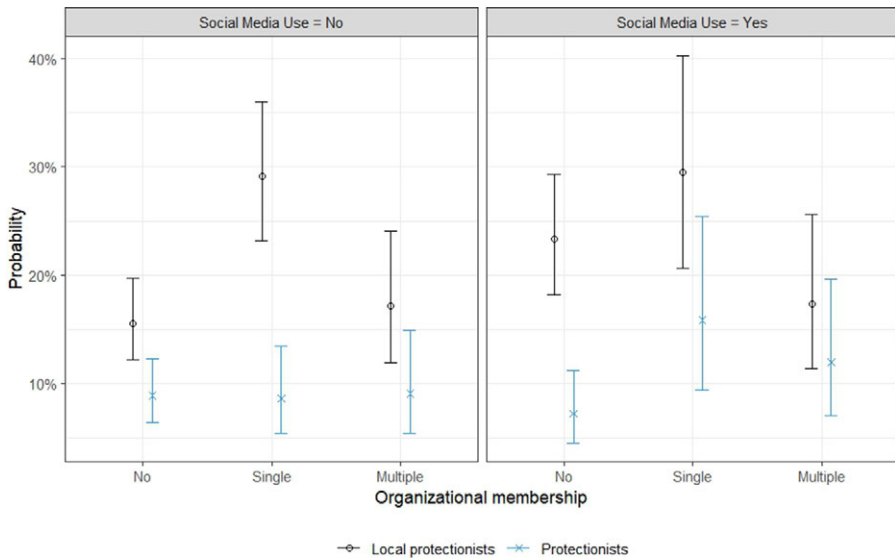 Social Media Use = No
Social Media Use = Yes
40%
30%
20%
10%
Probability
No
Single
Multiple
No
Single
Multiple
Organizational membership
Local protectionists
Protectionists